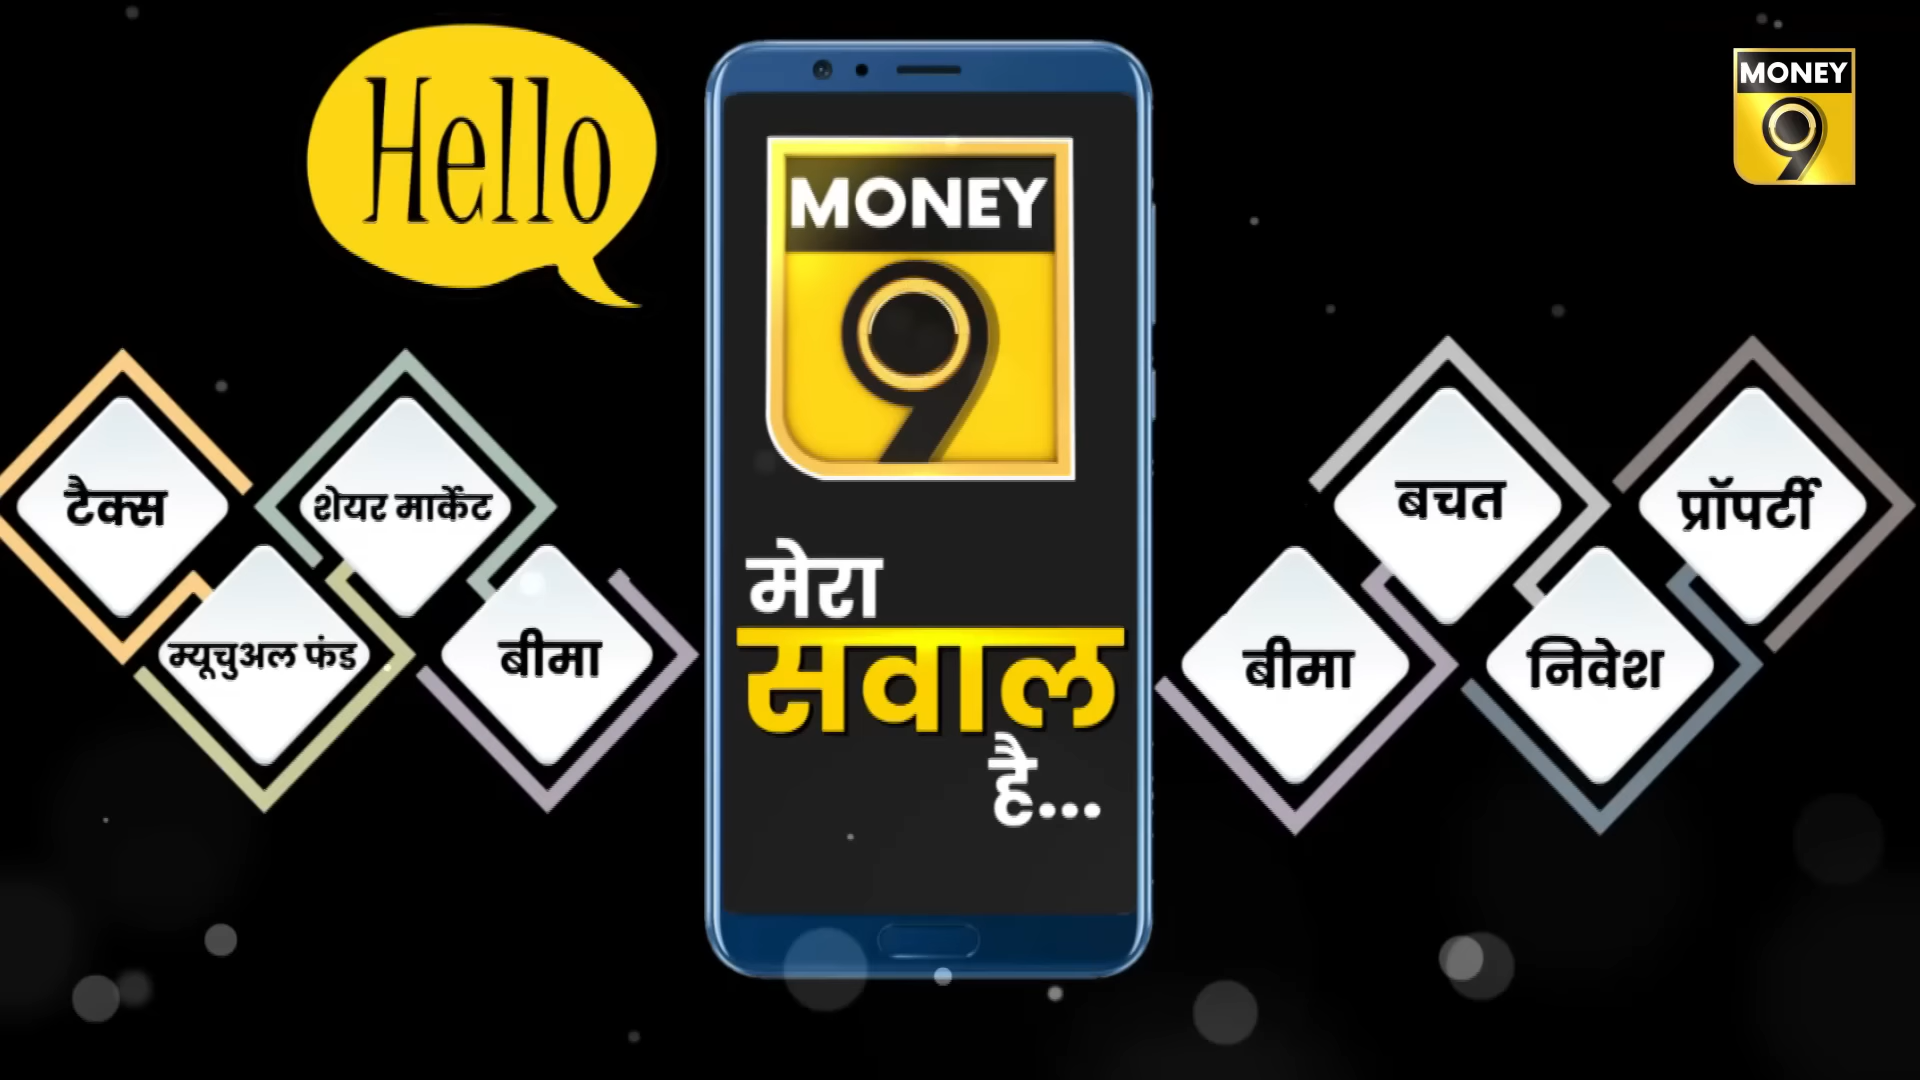 Hello
MONEY
9
MONEY
9
टैक्स
शेयर मार्केट
म्यूचुअल फंड
बीमा
मेरा
सवाल
है...
बचत
प्रॉपर्टी
बीमा
निवेश